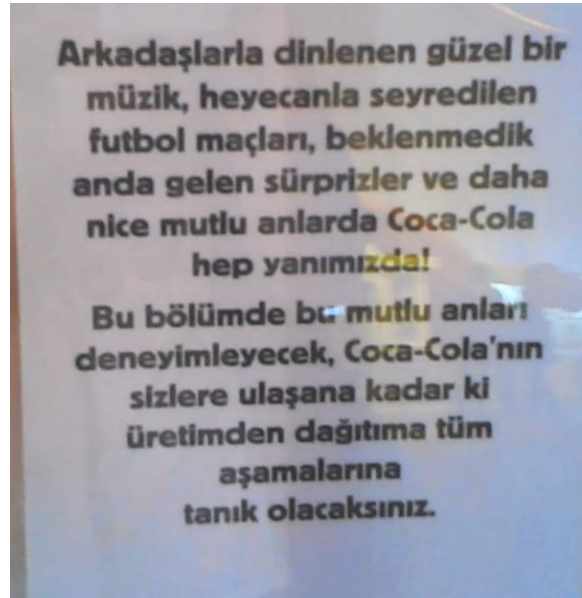 Arkadaşlarla dinlenen güzel bir
müzik, heyecanla seyredilen
futbol maçları, beklenmedik
anda gelen sürprizler ve daha
nice mutlu anlarda Coca-Cola
hep yanımızda!
Bu bölümde bu mutlu anları
deneyimleyecek, Coca-Cola'nın
sizlere ulaşana kadar ki
üretimden dağıtıma tüm
aşamalarına
tanık olacaksınız.